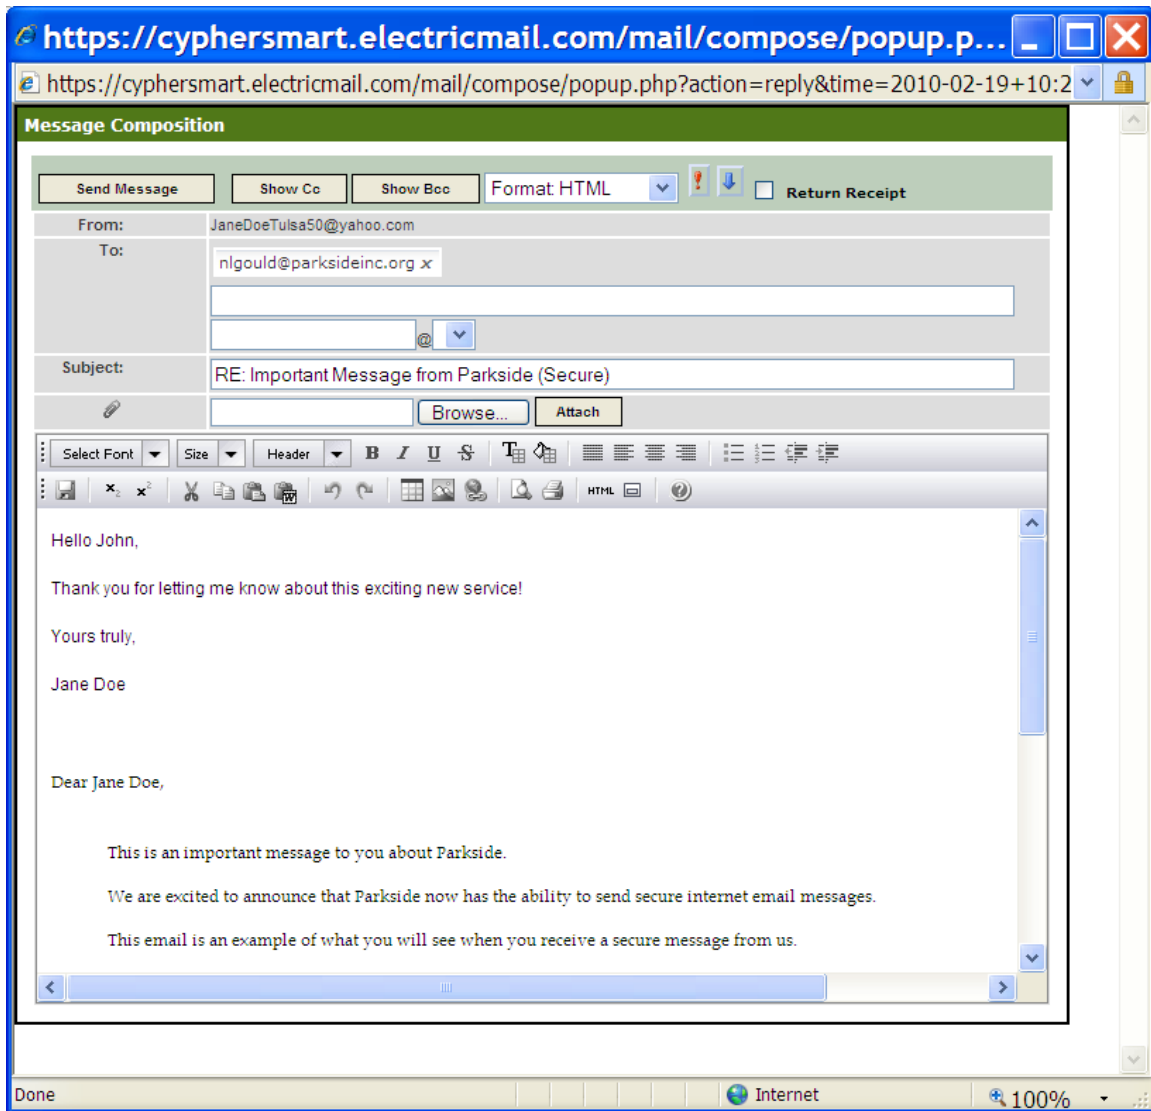 https://cyphersmart.electricmail.com/mail/compose/popup.p...
https://cyphersmart.electricmail.com/mail/compose/popup.php?action=reply&time=2010-02-19+10:2
Message Composition
Send Message Show Cc Show Bcc Format: HTML Return Receipt
From: JaneDoeTulsa50@yahoo.com
To: nlgould@parksideinc.org x
@
Subject: RE: Important Message from Parkside (Secure)
Browse... Attach
Select Font Size Header B I U S T
x₂ x² W HTML ?
Hello John,
Thank you for letting me know about this exciting new service!
Yours truly,
Jane Doe
Dear Jane Doe,
This is an important message to you about Parkside.
We are excited to announce that Parkside now has the ability to send secure internet email messages.
This email is an example of what you will see when you receive a secure message from us.
Done Internet 100%